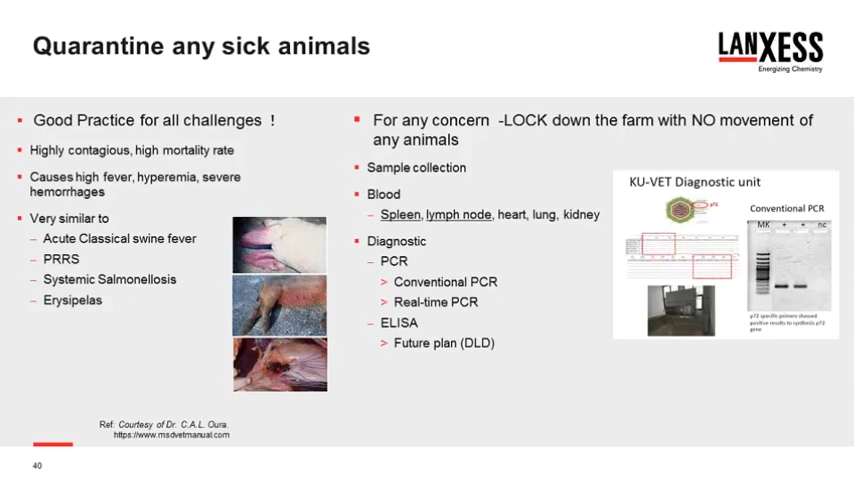 Quarantine any sick animals
LANXESS
Energizing Chemistry
Good Practice for all challenges !
Highly contagious, high mortality rate
Causes high fever, hyperemia, severe
hemorrhages
Very similar to
– Acute Classical swine fever
– PRRS
– Systemic Salmonellosis
– Erysipelas
Ref: Courtesy of Dr. C.A.L. Oura.
https://www.msdvetmanual.com
For any concern -LOCK down the farm with NO movement of
any animals
Sample collection
Blood
– Spleen, lymph node, heart, lung, kidney
Diagnostic
– PCR
> Conventional PCR
> Real-time PCR
– ELISA
> Future plan (DLD)
KU-VET Diagnostic unit
p72
Conventional PCR
MK + + nc
p72 specific primers showed
positive results to synthesis p72
gene
40